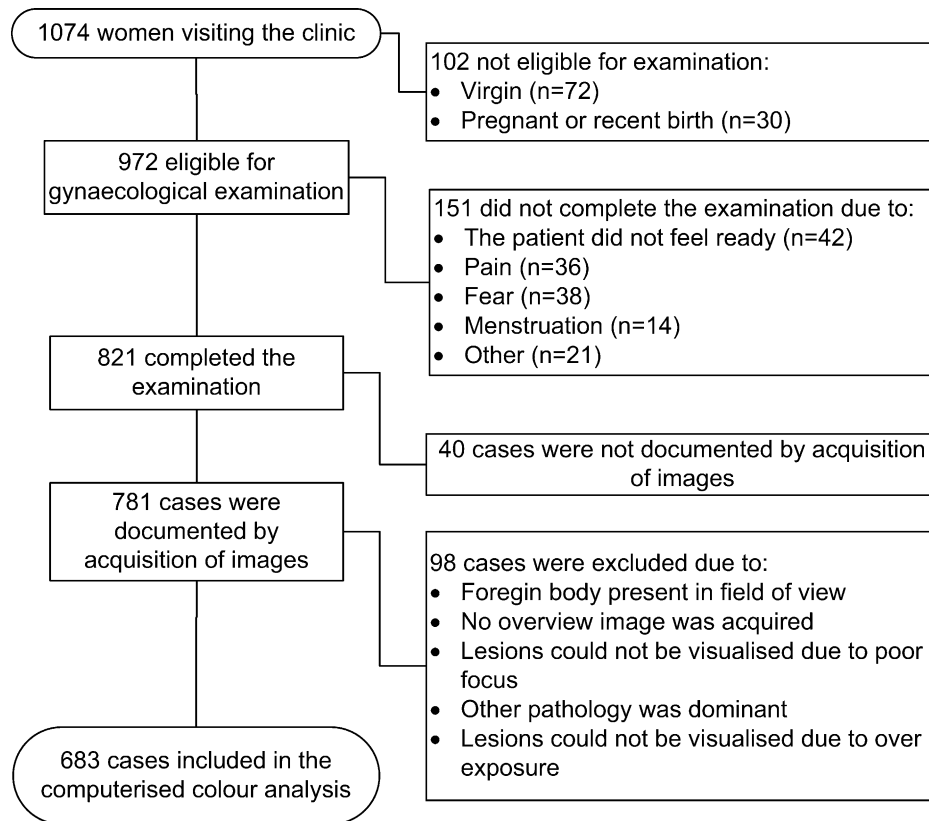 1074 women visiting the clinic
102 not eligible for examination:
• Virgin (n=72)
• Pregnant or recent birth (n=30)
972 eligible for
gynaecological examination
151 did not complete the examination due to:
• The patient did not feel ready (n=42)
• Pain (n=36)
• Fear (n=38)
• Menstruation (n=14)
• Other (n=21)
821 completed the
examination
40 cases were not documented by acquisition
of images
781 cases were
documented by
acquisition of images
98 cases were excluded due to:
• Foregin body present in field of view
• No overview image was acquired
• Lesions could not be visualised due to poor
focus
• Other pathology was dominant
• Lesions could not be visualised due to over
exposure
683 cases included in the
computerised colour analysis